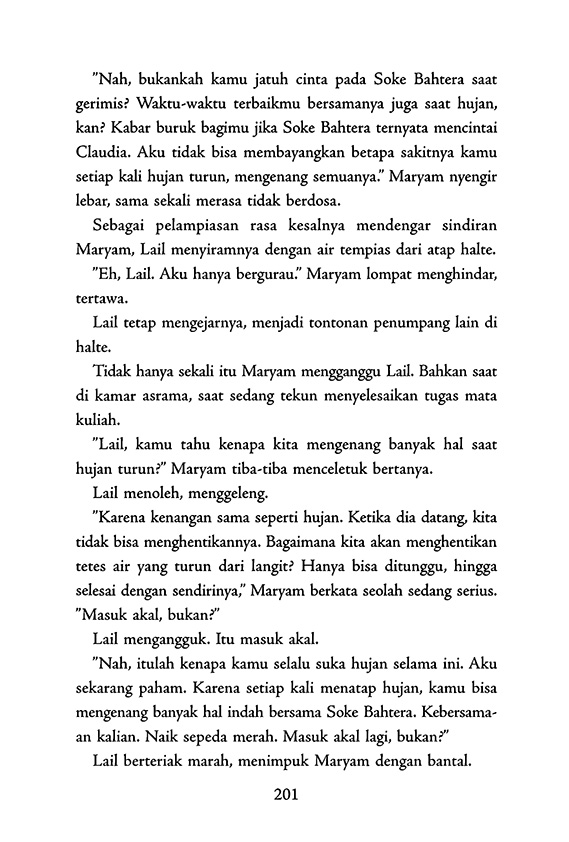 "Nah, bukankah kamu jatuh cinta pada Soke Bahtera saat
gerimis? Waktu-waktu terbaikmu bersamanya juga saat hujan,
kan? Kabar buruk bagimu jika Soke Bahtera ternyata mencintai
Claudia. Aku tidak bisa membayangkan betapa sakitnya kamu
setiap kali hujan turun, mengenang semuanya." Maryam nyengir
lebar, sama sekali merasa tidak berdosa.
Sebagai pelampiasan rasa kesalnya mendengar sindiran
Maryam, Lail menyiramnya dengan air tempias dari atap halte.
"Eh, Lail. Aku hanya bergurau." Maryam lompat menghindar,
tertawa.
Lail tetap mengejarnya, menjadi tontonan penumpang lain di
halte.
Tidak hanya sekali itu Maryam mengganggu Lail. Bahkan saat
di kamar asrama, saat sedang tekun menyelesaikan tugas mata
kuliah.
"Lail, kamu tahu kenapa kita mengenang banyak hal saat
hujan turun?" Maryam tiba-tiba menceletuk bertanya.
Lail menoleh, menggeleng.
"Karena kenangan sama seperti hujan. Ketika dia datang, kita
tidak bisa menghentikannya. Bagaimana kita akan menghentikan
tetes air yang turun dari langit? Hanya bisa ditunggu, hingga
selesai dengan sendirinya," Maryam berkata seolah sedang serius.
"Masuk akal, bukan?"
Lail mengangguk. Itu masuk akal.
"Nah, itulah kenapa kamu selalu suka hujan selama ini. Aku
sekarang paham. Karena setiap kali menatap hujan, kamu bisa
mengenang banyak hal indah bersama Soke Bahtera. Kebersama-
an kalian. Naik sepeda merah. Masuk akal lagi, bukan?"
Lail berteriak marah, menimpuk Maryam dengan bantal.
201